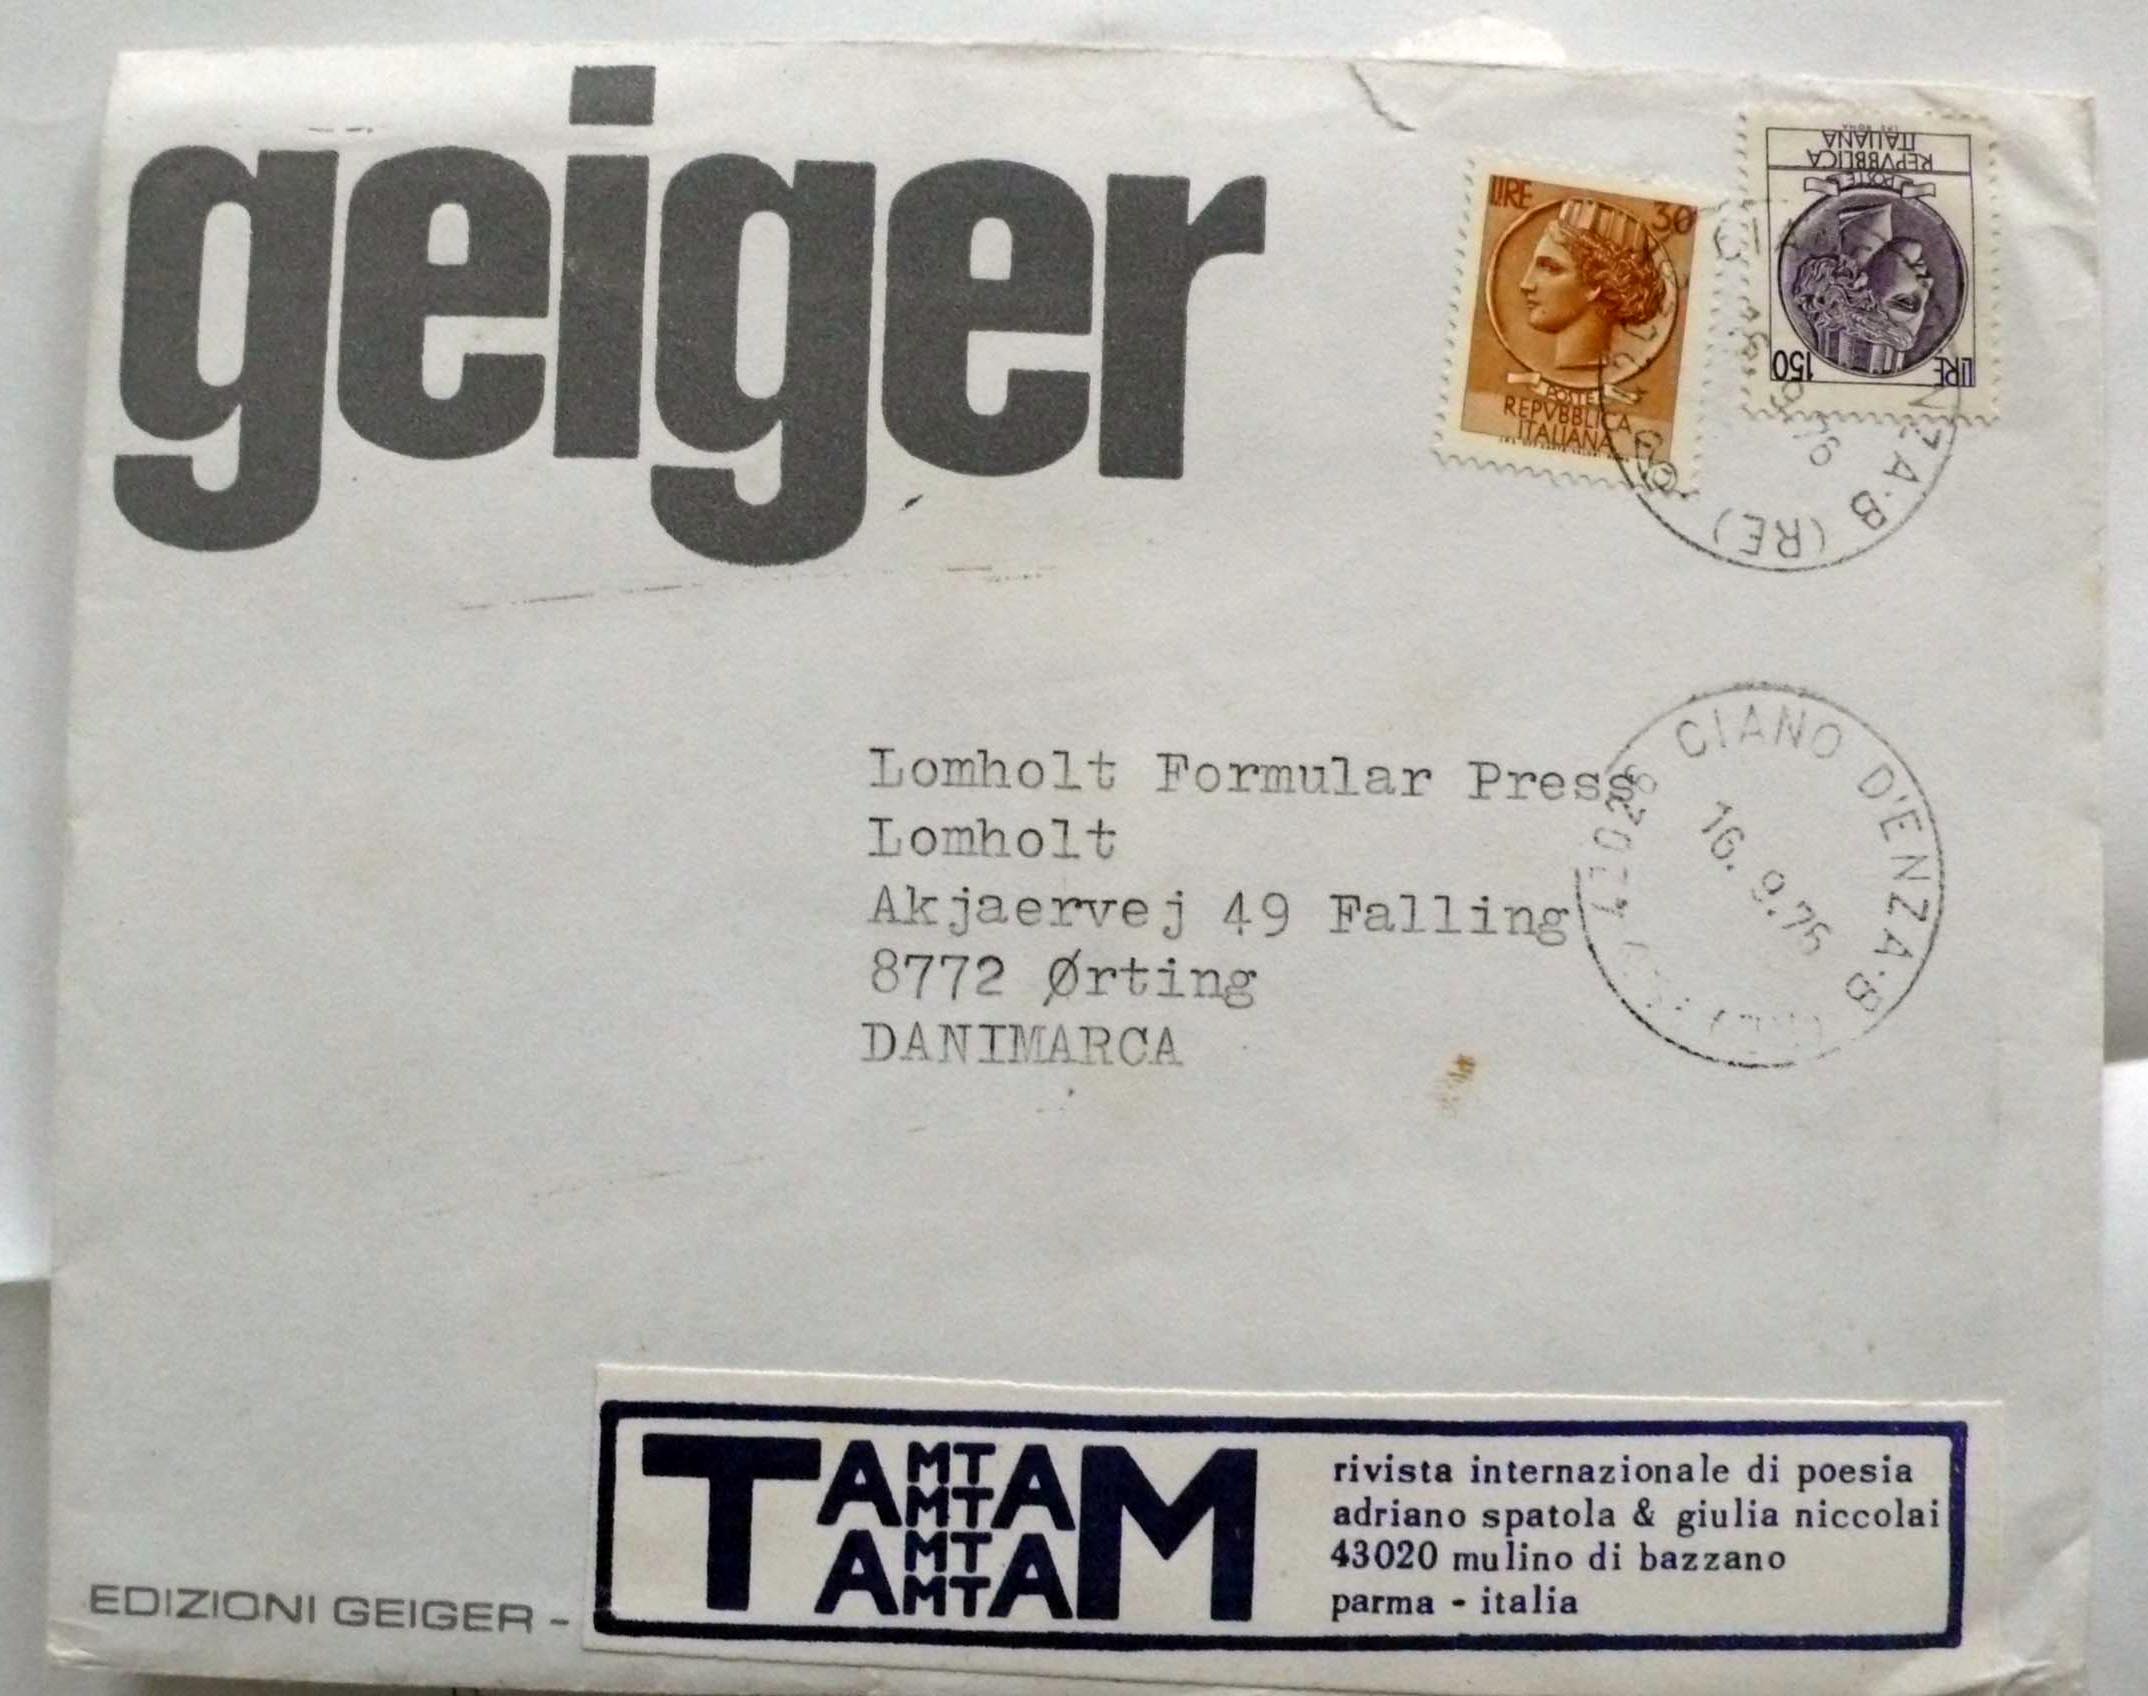 geiger
LIRE 30
POSTE
REPVBBLICA
ITALIANA
REPVBBLICA
ITALIANA
POSTE
LIRE 150
NZA·B (RE)
Lomholt Formular Press
Lomholt
Akjaervej 49 Falling
8772 Ørting
DANIMARCA
CIANO D'ENZA·B
16. 9.76
EDIZIONI GEIGER -
TAMTAM
rivista internazionale di poesia
adriano spatola & giulia niccolai
43020 mulino di bazzano
parma - italia